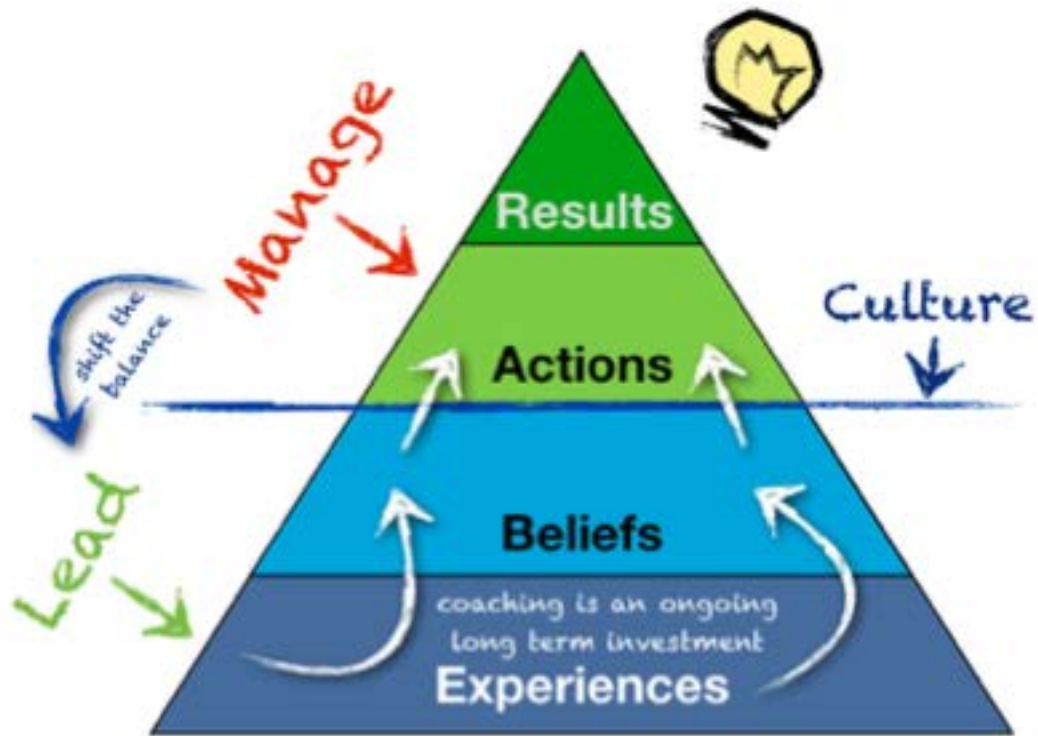 Manage
Results
shift the
balance
Culture
Actions
Lead
Beliefs
coaching is an ongoing
long term investment
Experiences